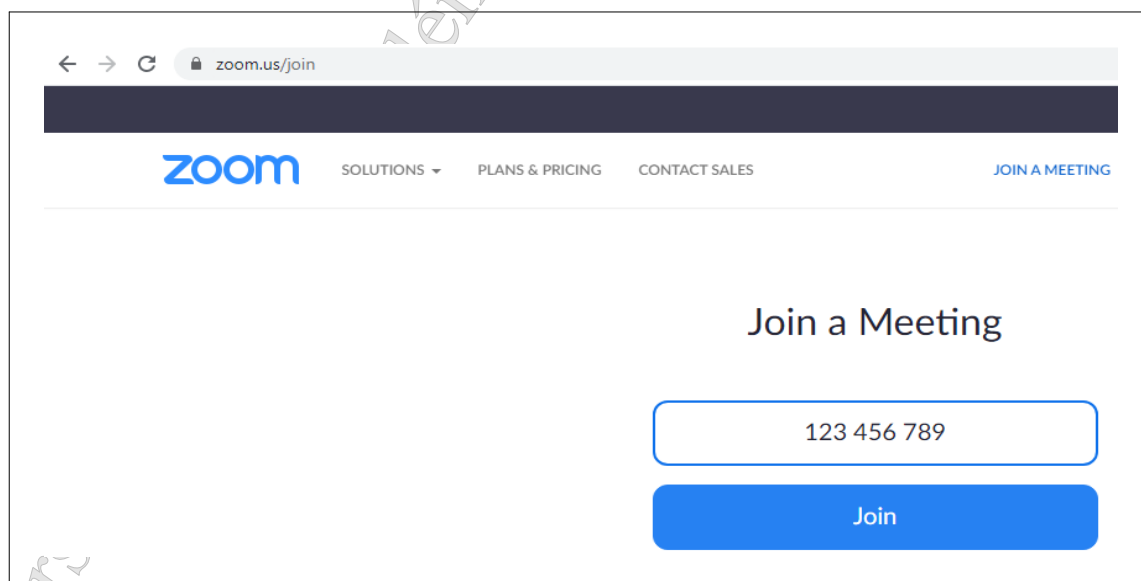 zoom.us/join
zoom SOLUTIONS PLANS & PRICING CONTACT SALES JOIN A MEETING
Join a Meeting
123 456 789
Join